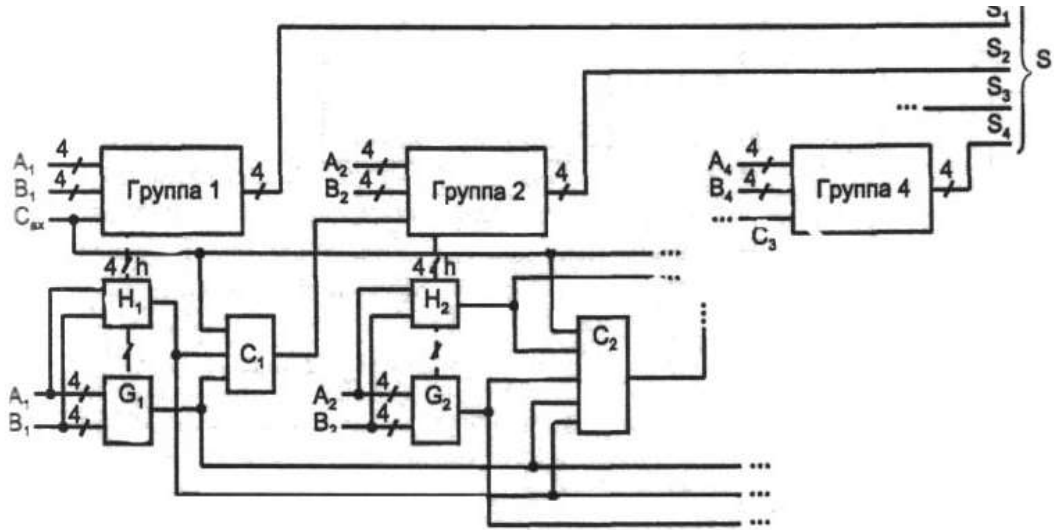 S₁
S₂
S
S₃
...
S₄
4
A₁
4
B₁
Cвх
Группа 1
4
4
A₂
4
B₂
Группа 2
4
4
A₄
4
B₄
...
C₃
Группа 4
4
4 h
H₁
4 h
H₂
...
...
...
C₁
C₂
A₁
4
B₁
4
G₁
A₂
4
B₂
4
G₂
...
...
...